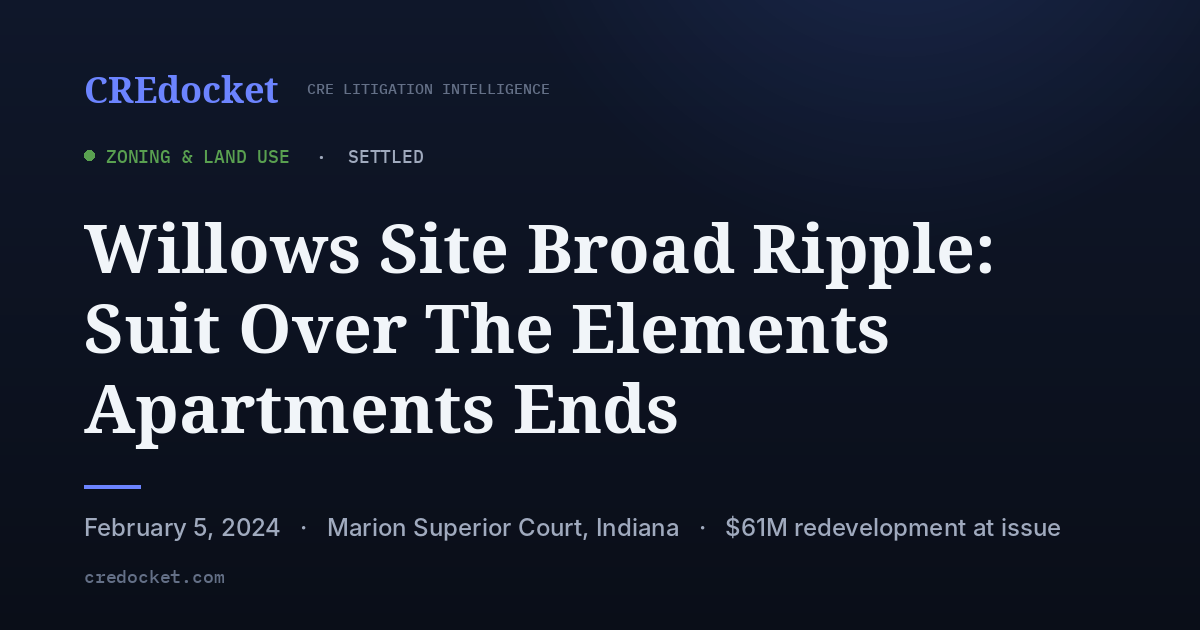 CREdocket CRE LITIGATION INTELLIGENCE
ZONING & LAND USE · SETTLED
Willows Site Broad Ripple:
Suit Over The Elements
Apartments Ends
February 5, 2024 · Marion Superior Court, Indiana · $61M redevelopment at issue
credocket.com